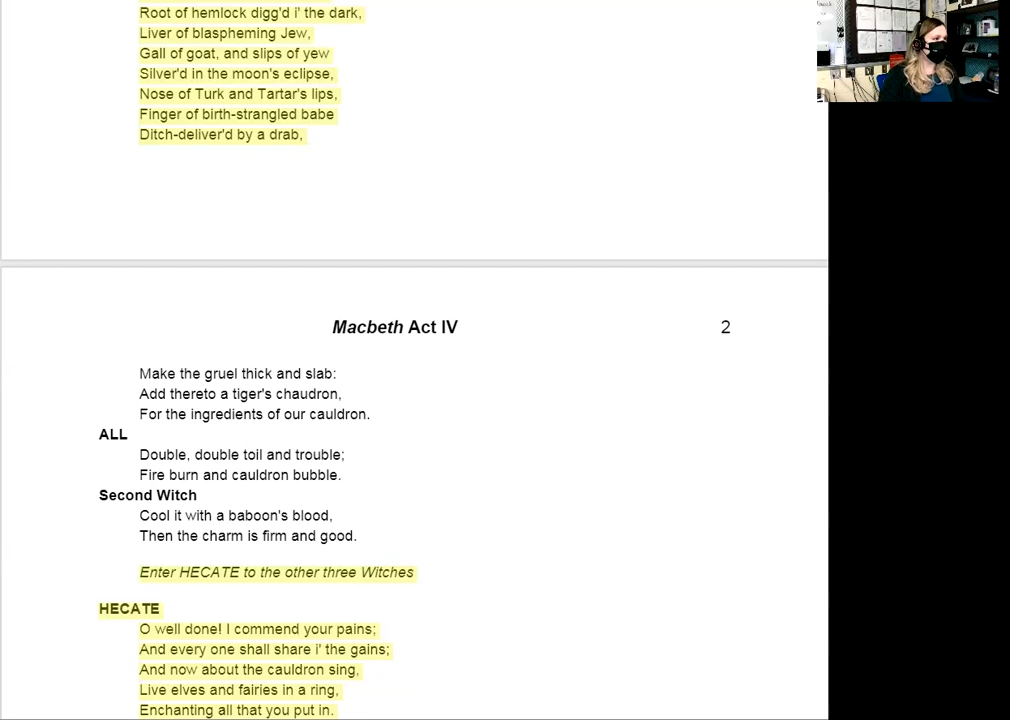 Root of hemlock digg'd i' the dark,
Liver of blaspheming Jew,
Gall of goat, and slips of yew
Silver'd in the moon's eclipse,
Nose of Turk and Tartar's lips,
Finger of birth-strangled babe
Ditch-deliver'd by a drab,
Macbeth Act IV 2
Make the gruel thick and slab:
Add thereto a tiger's chaudron,
For the ingredients of our cauldron.
ALL
Double, double toil and trouble;
Fire burn and cauldron bubble.
Second Witch
Cool it with a baboon's blood,
Then the charm is firm and good.
Enter HECATE to the other three Witches
HECATE
O well done! I commend your pains;
And every one shall share i' the gains;
And now about the cauldron sing,
Live elves and fairies in a ring,
Enchanting all that you put in.